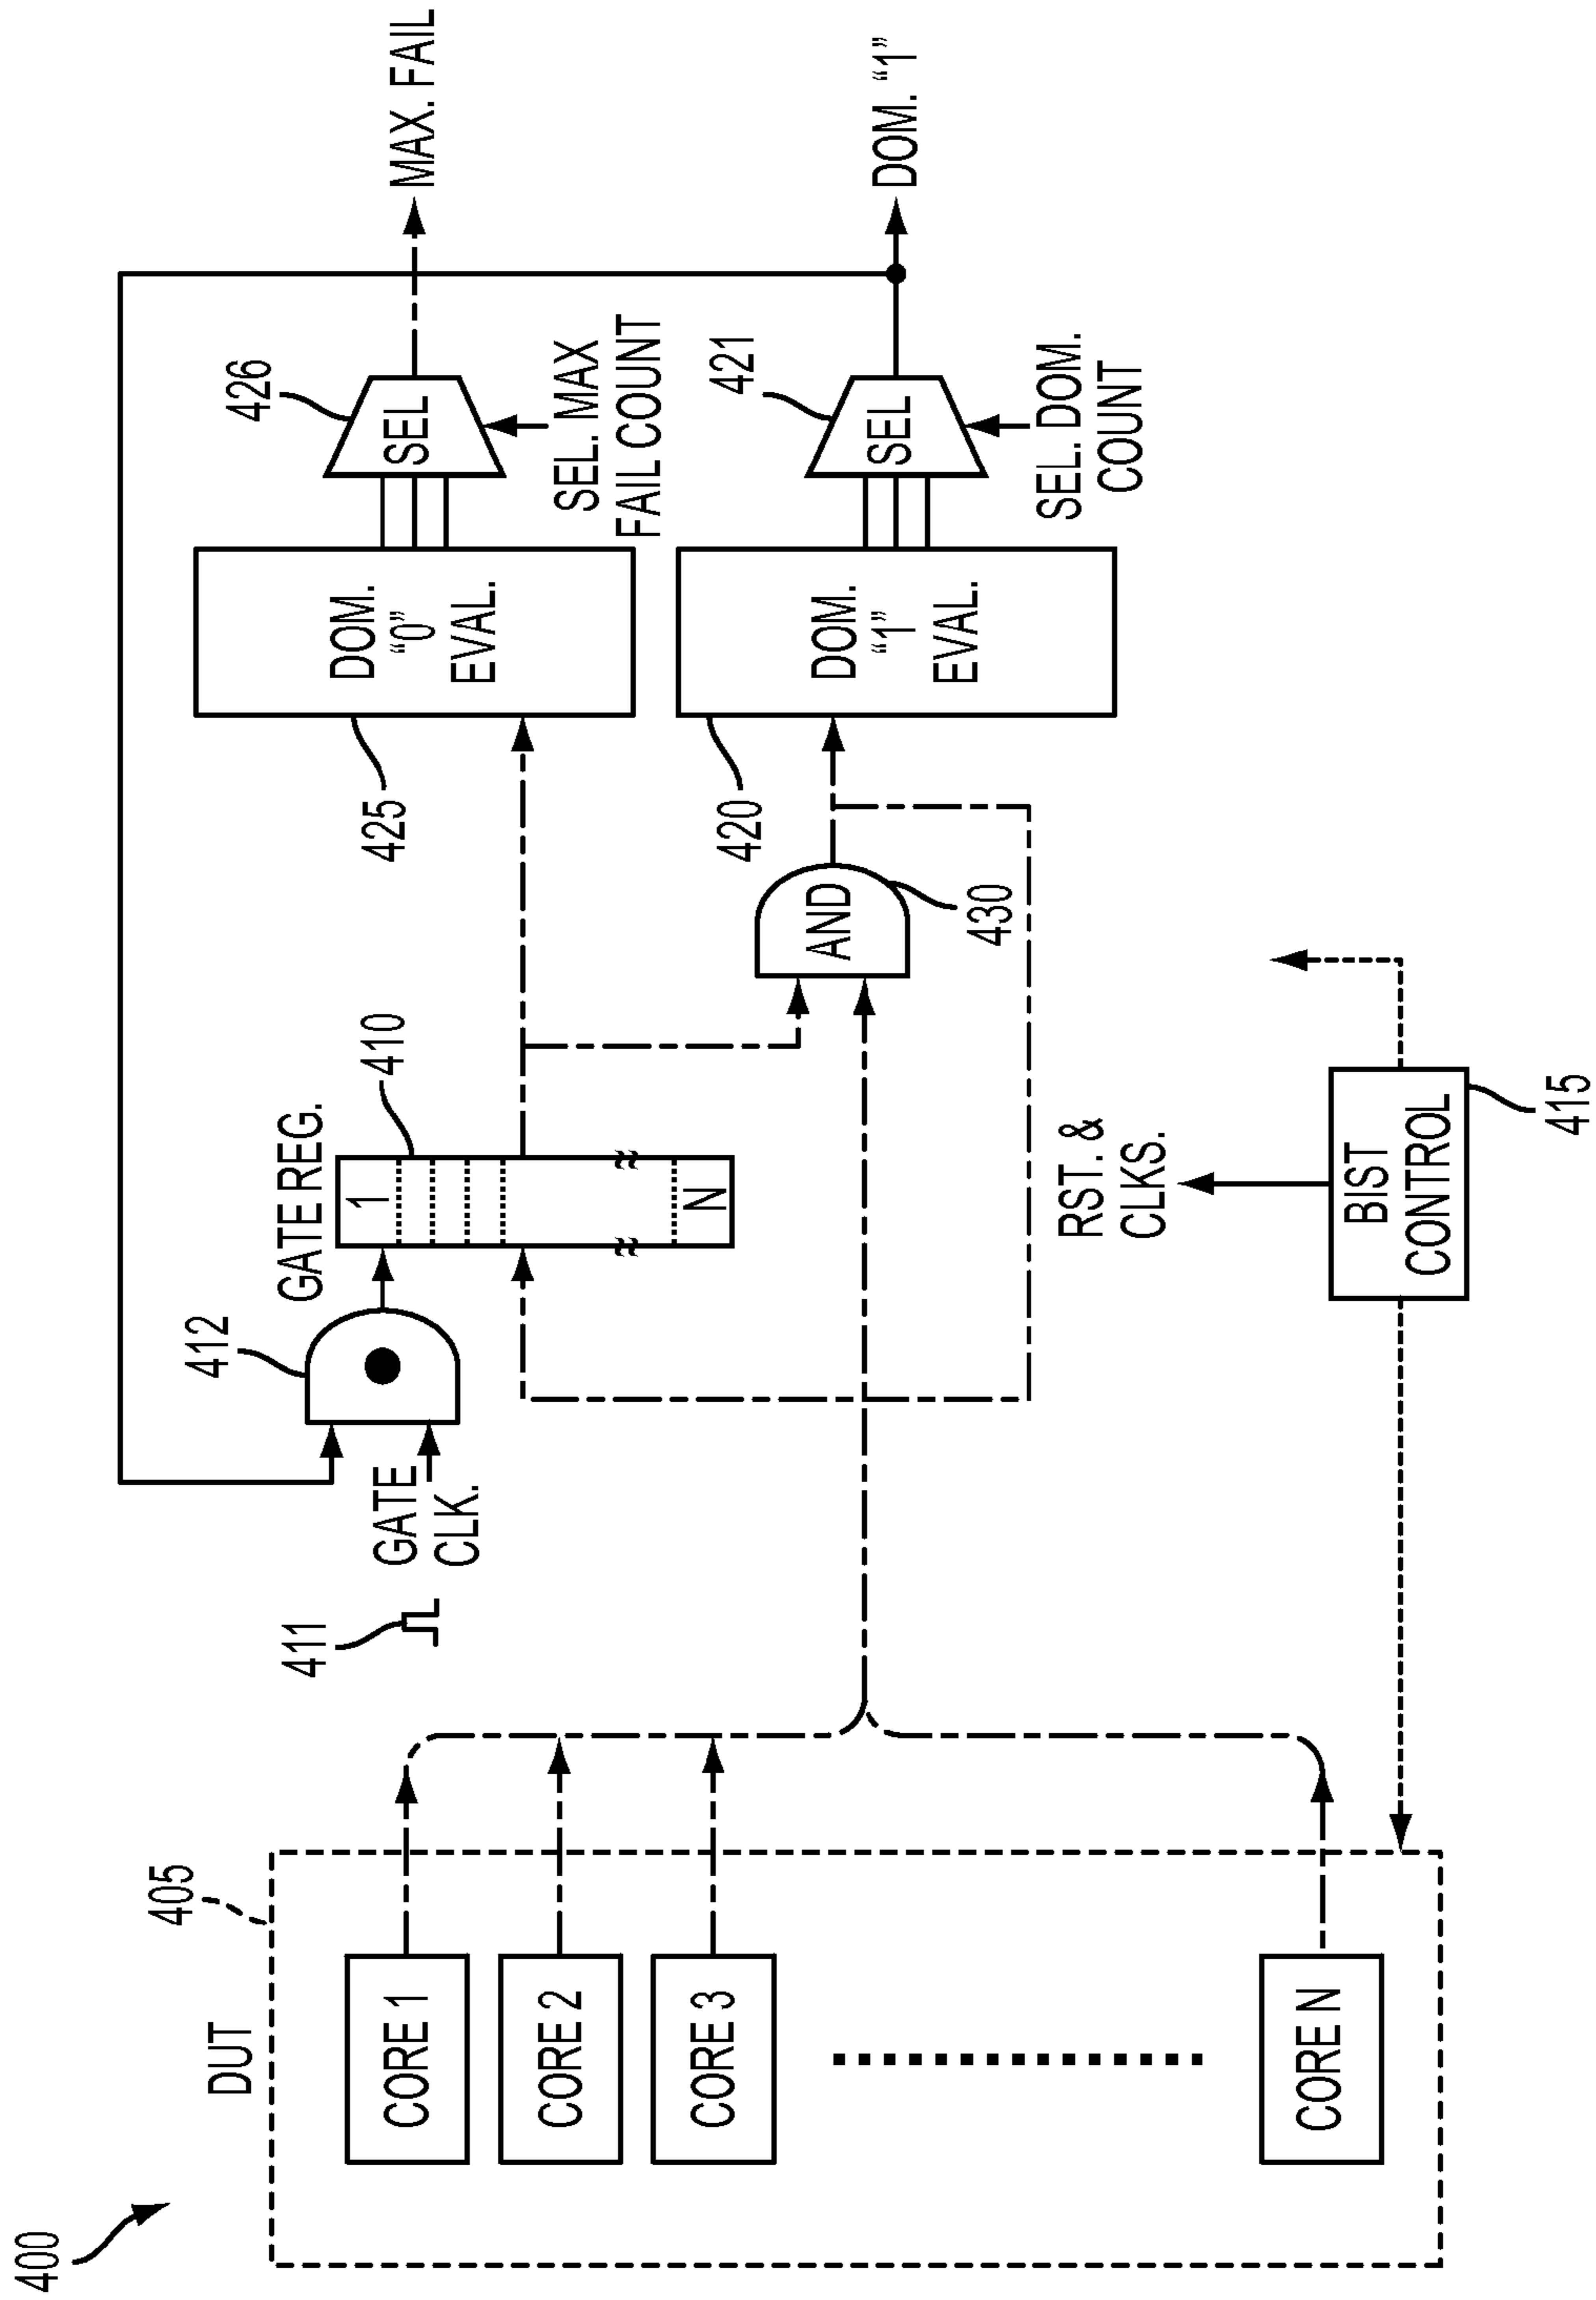 400
DUT
405
CORE 1
CORE 2
CORE 3
CORE N
411
GATE
CLK.
412
GATE REG.
1
N
410
425
DOM.
"0"
EVAL.
426
SEL
SEL. MAX
FAIL COUNT
MAX. FAIL
AND
430
420
DOM.
"1"
EVAL.
421
SEL
SEL. DOM.
COUNT
DOM. "1"
RST. &
CLKS.
BIST
CONTROL
415